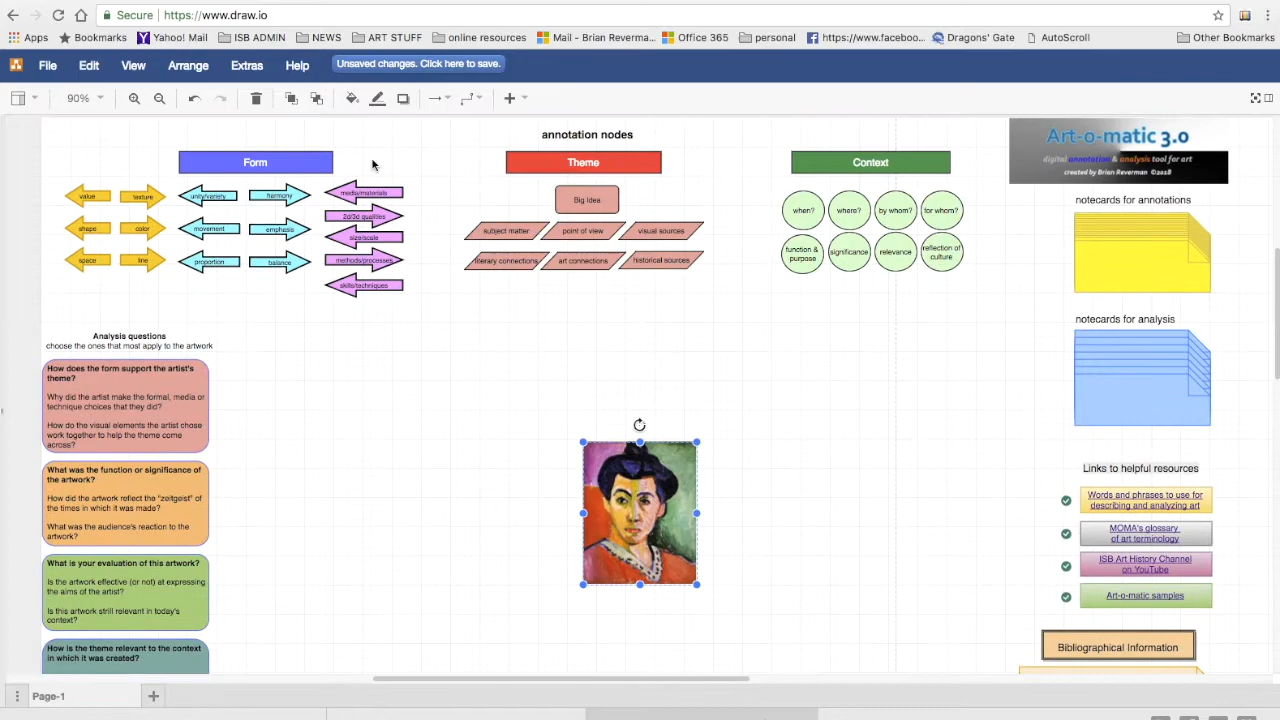 Secure
https://www.draw.io
Apps
Bookmarks
Yahoo! Mail
ISB ADMIN
NEWS
ART STUFF
online resources
Mail - Brian Reverma...
Office 365
personal
https://www.faceboo...
Dragons' Gate
AutoScroll
Other Bookmarks
File
Edit
View
Arrange
Extras
Help
Unsaved changes. Click here to save.
90%
annotation nodes
Form
Theme
Context
Art-o-matic 3.0
digital annotation & analysis tool for art
created by Brian Reverman ©2018
value
texture
unity/variety
harmony
media/materials
shape
color
movement
emphasis
2d/3d qualities
size/scale
space
line
proportion
balance
methods/processes
skills/techniques
Big Idea
subject matter
point of view
visual sources
literary connections
art connections
historical sources
when?
where?
by whom?
for whom?
function &
purpose
significance
relevance
reflection of
culture
notecards for annotations
notecards for analysis
Analysis questions
choose the ones that most apply to the artwork
How does the form support the artist's
theme?
Why did the artist make the formal, media or
technique choices that they did?
How do the visual elements the artist chose
work together to help the theme come
across?
What was the function or significance of
the artwork?
How did the artwork reflect the "zeitgeist" of
the times in which it was made?
What was the audience's reaction to the
artwork?
What is your evaluation of this artwork?
Is the artwork effective (or not) at expressing
the aims of the artist?
Is this artwork strill relevant in today's
context?
How is the theme relevant to the context
in which it was created?
Links to helpful resources
Words and phrases to use for
describing and analyzing art
MOMA's glossary
of art terminology
ISB Art History Channel
on YouTube
Art-o-matic samples
Bibliographical Information
Page-1